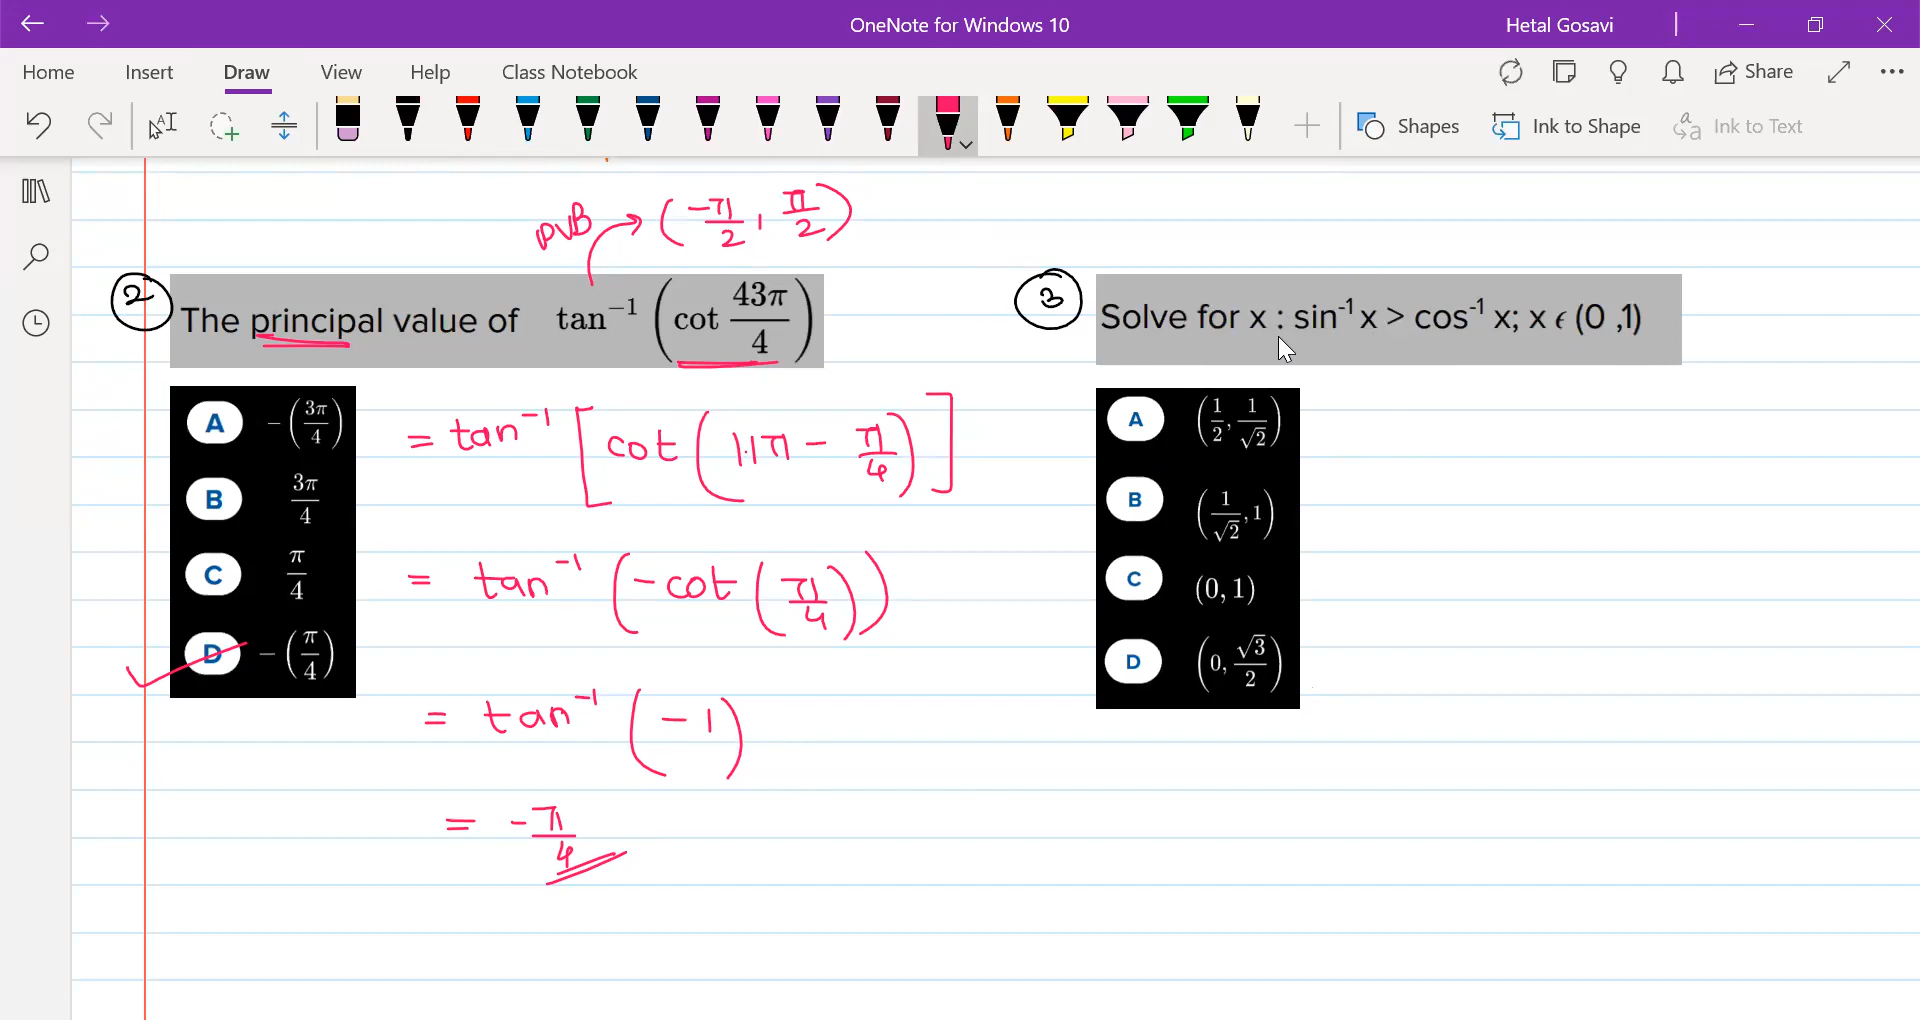 OneNote for Windows 10
Hetal Gosavi
Home Insert Draw View Help Class Notebook
Share
Shapes Ink to Shape Ink to Text
PVB → (-π/2, π/2)
2
The principal value of tan⁻¹ (cot 43π/4)
A -(3π/4)
B 3π/4
C π/4
D -(π/4)
= tan⁻¹ [cot (11π - π/4)]
= tan⁻¹ (-cot (π/4))
= tan⁻¹ (-1)
= -π/4
3
Solve for x : sin⁻¹ x > cos⁻¹ x; x ϵ (0 ,1)
A (1/2, 1/√2)
B (1/√2, 1)
C (0, 1)
D (0, √3/2)